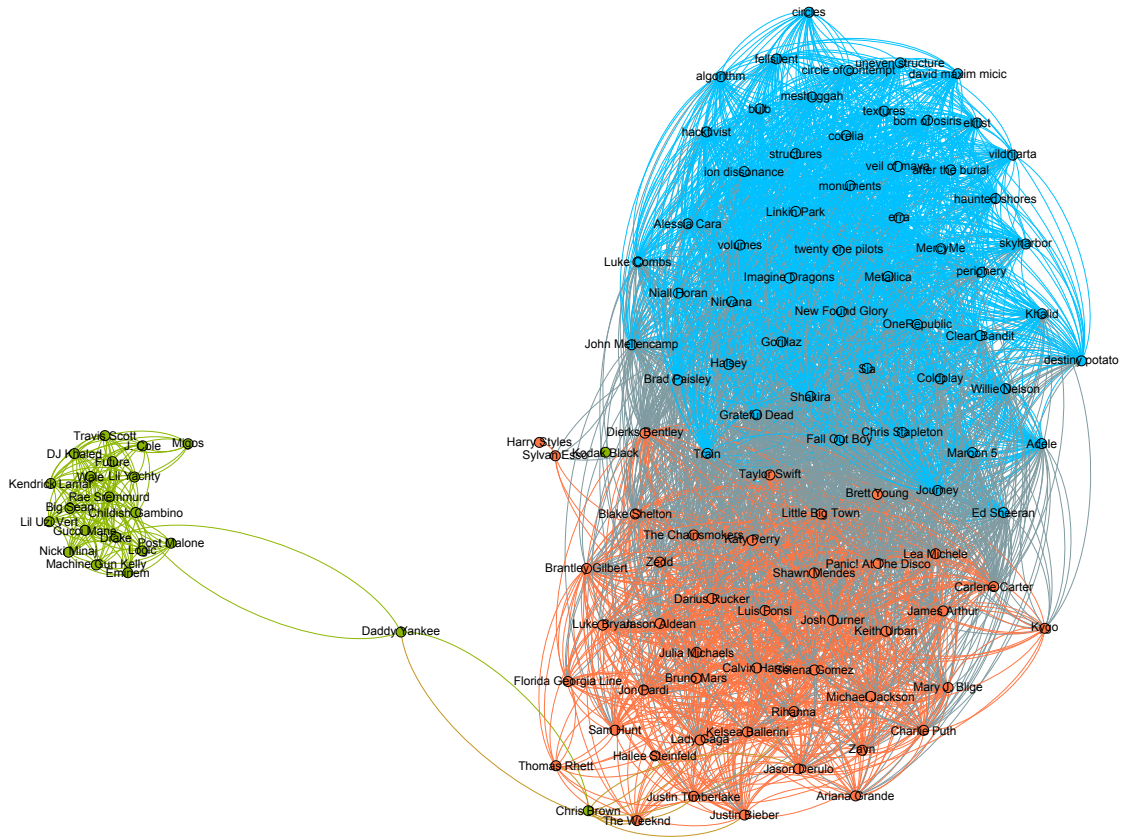 circles
fellsilent
uneven structure
circle of contempt
algorithm
david maxim micic
meshuggah
bulb
textures
born of osiris
elitist
hacktivist
corelia
structures
vildhjarta
ion dissonance
veil of maya
after the burial
monuments
haunted shores
Linkin Park
Alessia Cara
erra
volumes
twenty one pilots
MercyMe
skyharbor
Luke Combs
Imagine Dragons
Metallica
periphery
Niall Horan
Nirvana
New Found Glory
Khalid
OneRepublic
Clean Bandit
John Mellencamp
Gorillaz
Halsey
Sia
destiny potato
Brad Paisley
Coldplay
Willie Nelson
Shakira
Grateful Dead
Dierks Bentley
Chris Stapleton
Fall Out Boy
Adele
Harry Styles
Sylvan Esso
Kodak Black
Train
Maroon 5
Travis Scott
J. Cole
Migos
DJ Khaled
Future
Taylor Swift
Wale
Lil Yachty
Kendrick Lamar
Brett Young
Journey
Rae Sremmurd
Big Sean
Childish Gambino
Blake Shelton
Little Big Town
Ed Sheeran
Lil Uzi Vert
Gucci Mane
Drake
The Chainsmokers
Katy Perry
Post Malone
Logic
Nicki Minaj
Lea Michele
Machine Gun Kelly
Eminem
Zedd
Panic! At The Disco
Brantley Gilbert
Shawn Mendes
Carlene Carter
Darius Rucker
Luis Fonsi
James Arthur
Daddy Yankee
Luke Bryan
Jason Aldean
Josh Turner
Keith Urban
Kygo
Julia Michaels
Calvin Harris
Selena Gomez
Florida Georgia Line
Bruno Mars
Jon Pardi
Mary J. Blige
Michael Jackson
Rihanna
Sam Hunt
Kelsea Ballerini
Charlie Puth
Lady Gaga
Zayn
Hailee Steinfeld
Thomas Rhett
Jason Derulo
Justin Timberlake
Ariana Grande
Chris Brown
The Weeknd
Justin Bieber